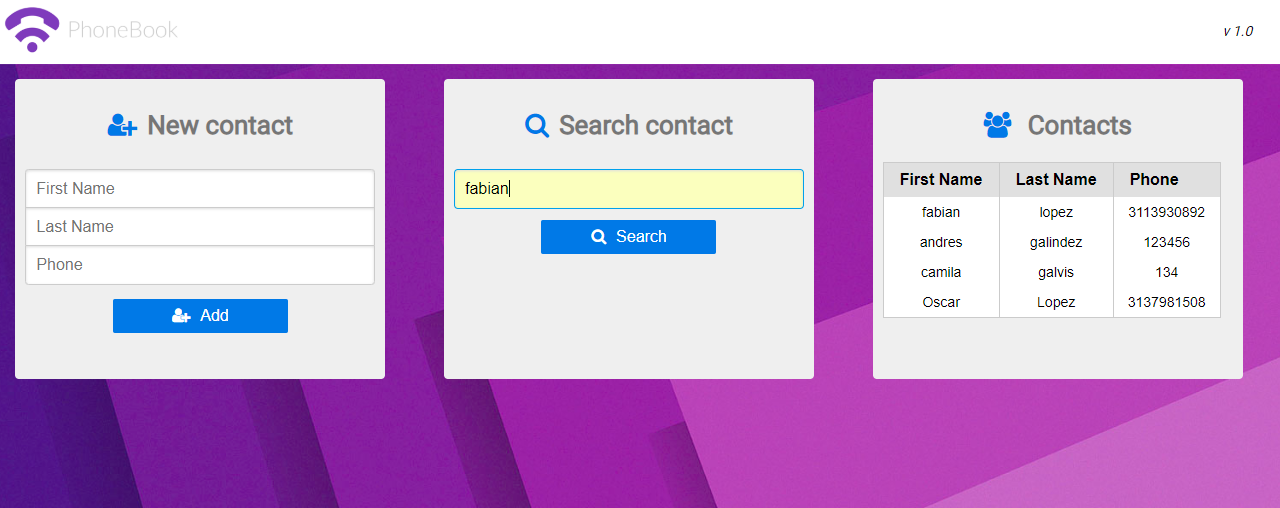 PhoneBook
v 1.0
New contact
First Name
Last Name
Phone
Add
Search contact
fabian
Search
Contacts
First Name Last Name Phone
fabian lopez 3113930892
andres galindez 123456
camila galvis 134
Oscar Lopez 3137981508